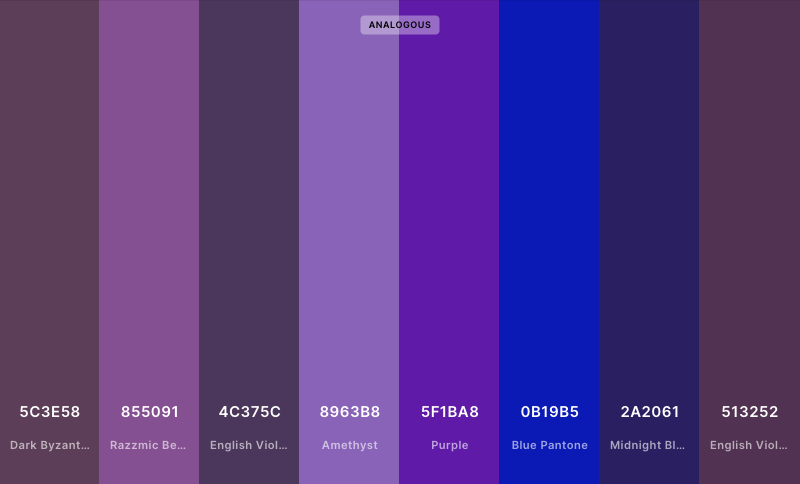 ANALOGOUS
5C3E58 855091 4C375C 8963B8 5F1BA8 0B19B5 2A2061 513252
Dark Byzant... Razzmic Be... English Viol... Amethyst Purple Blue Pantone Midnight Bl... English Viol...